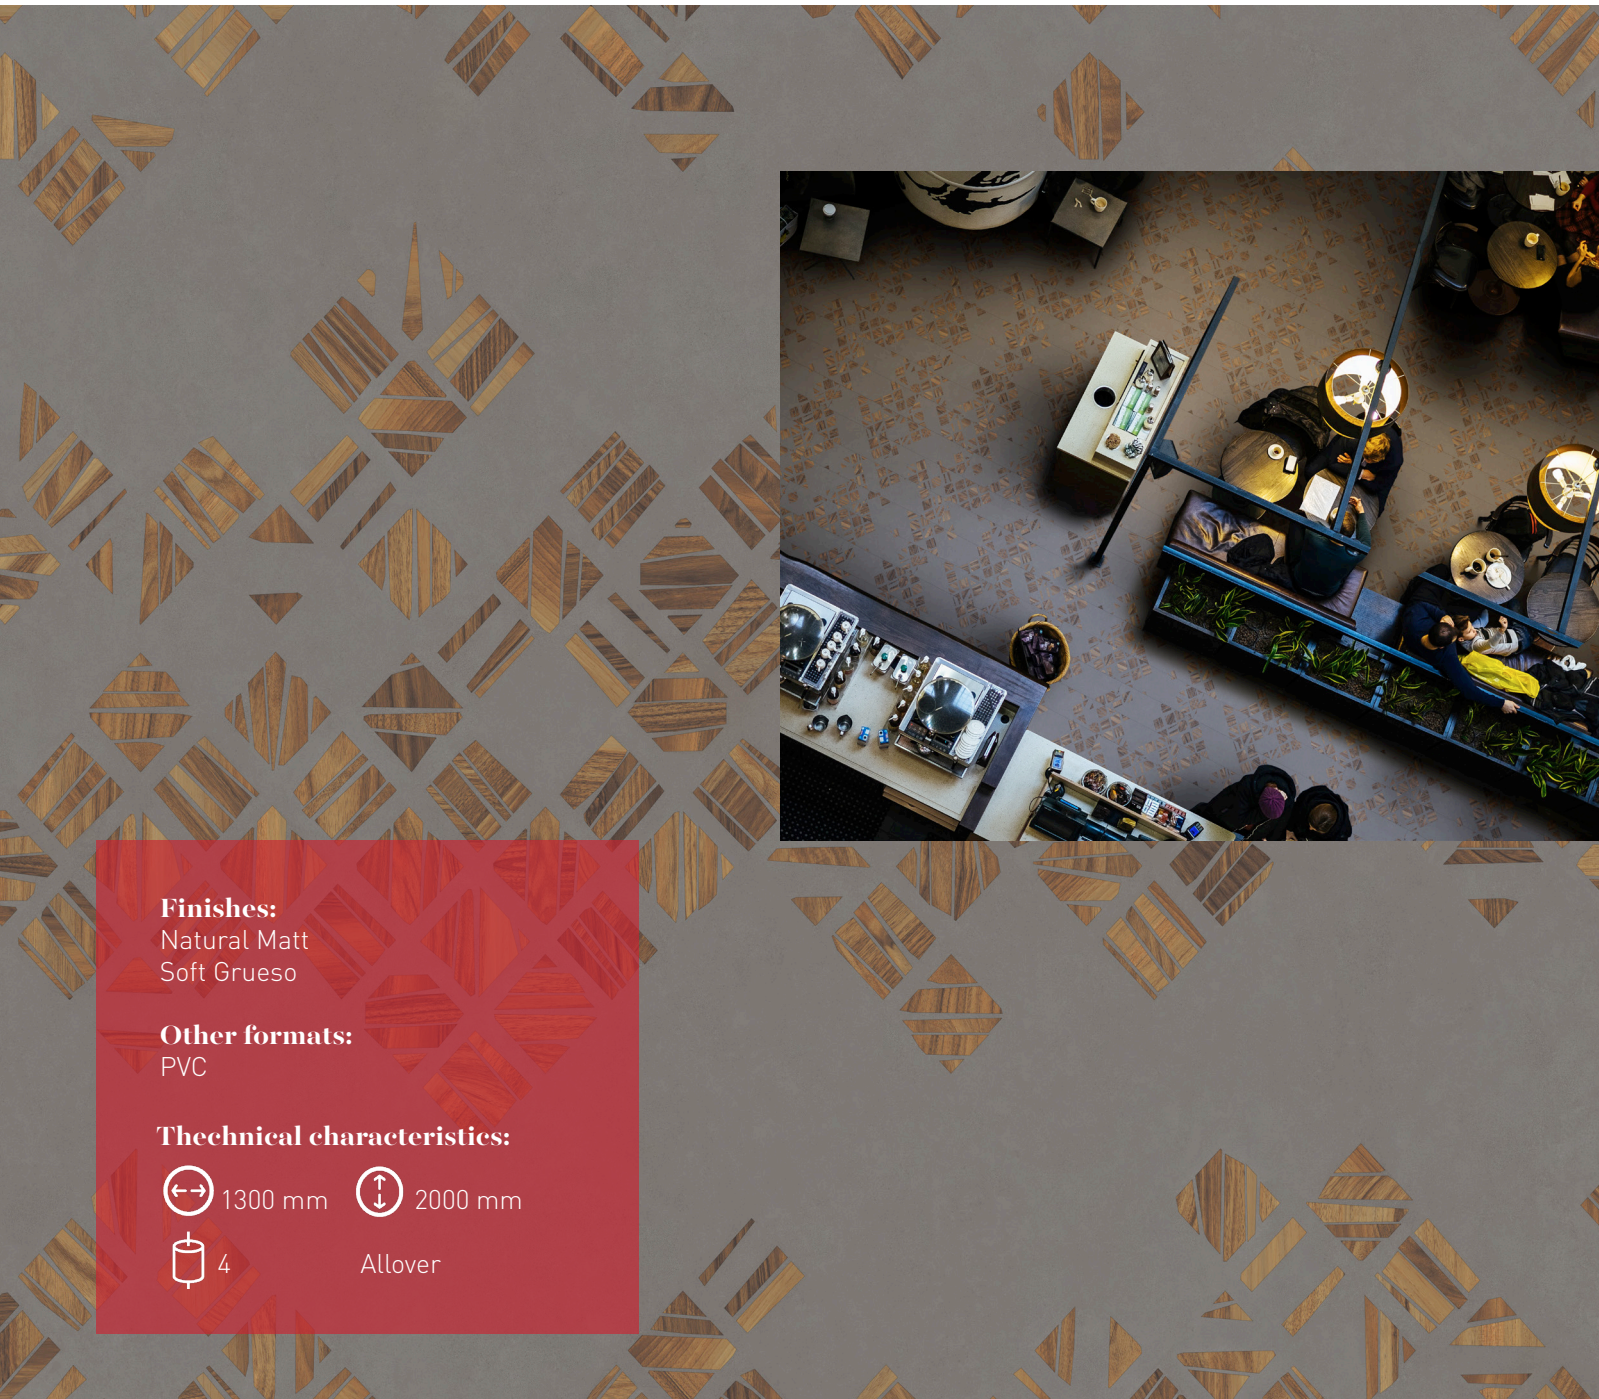 Finishes:
Natural Matt
Soft Grueso
Other formats:
PVC
Thechnical characteristics:
1300 mm 2000 mm
4 Allover